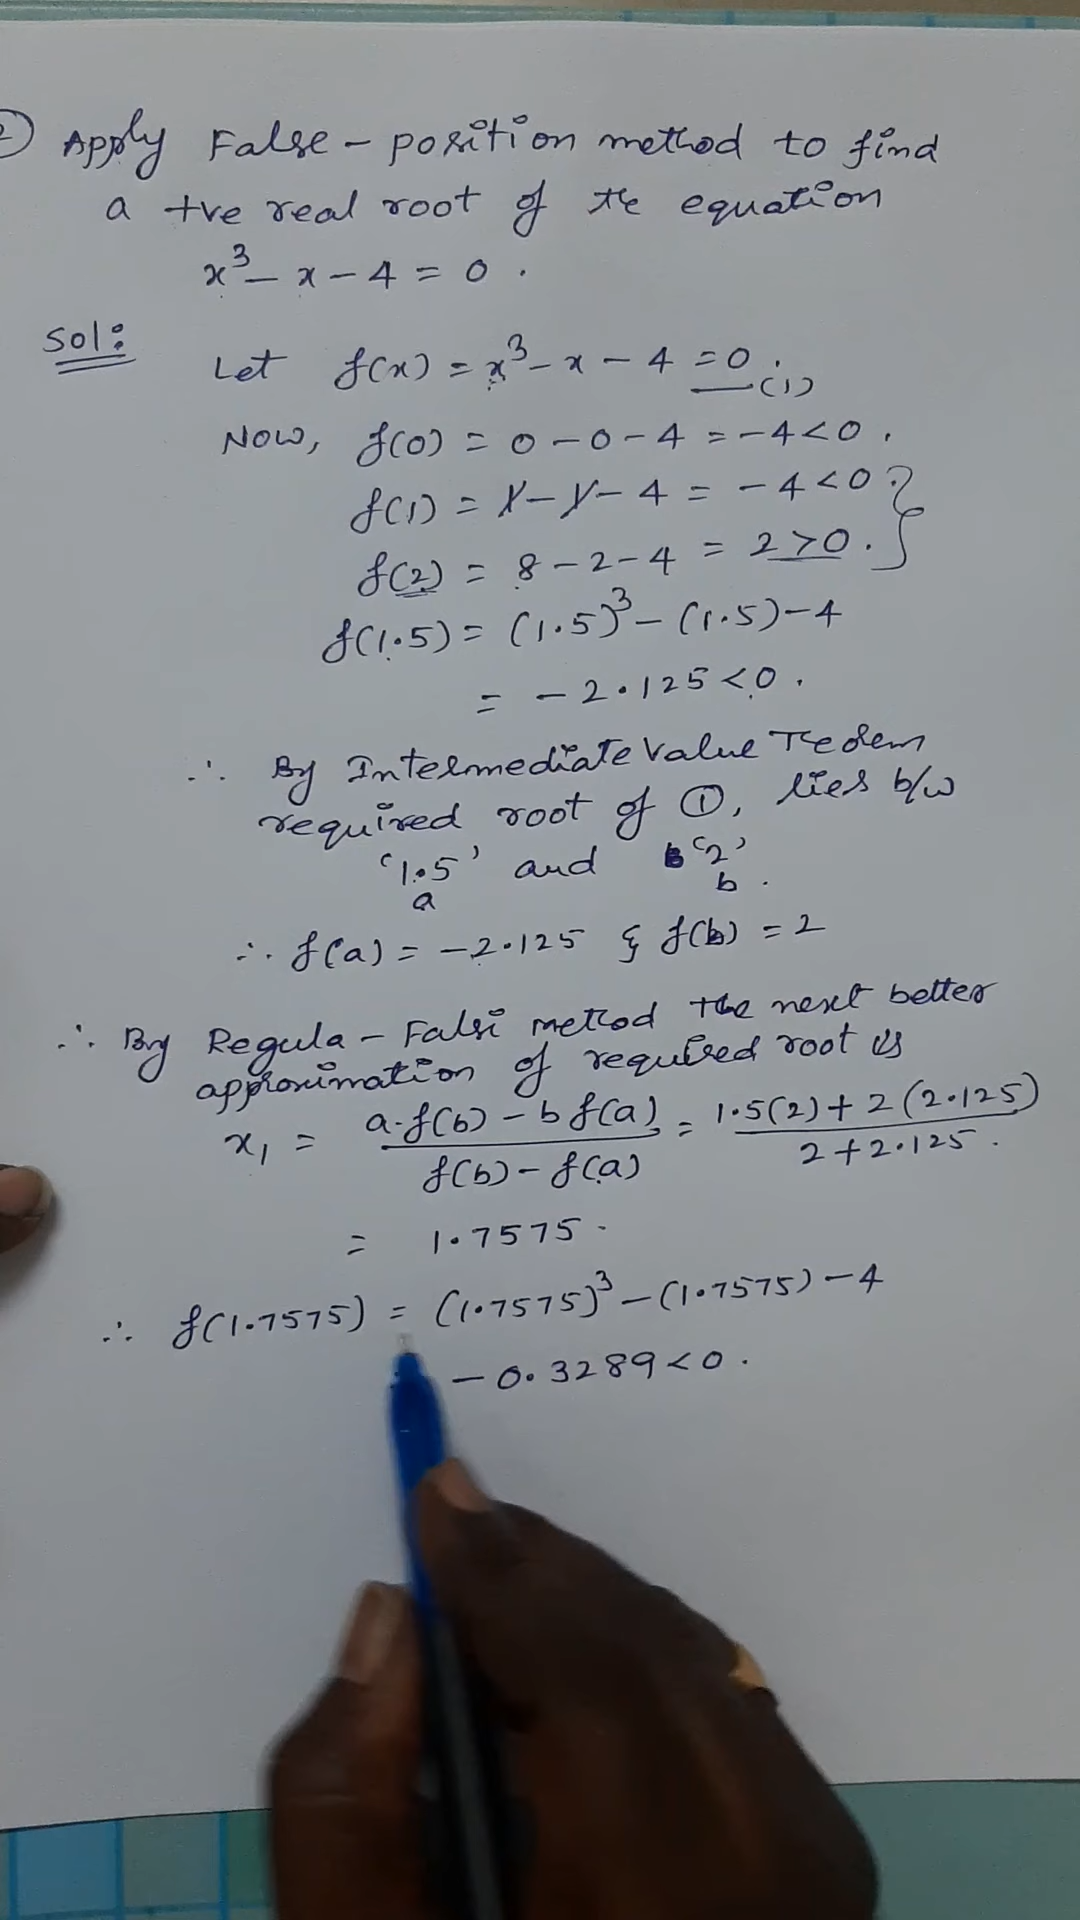 2) Apply False-position method to find
a +ve real root of the equation
x³ - x - 4 = 0 .
Sol:
Let f(x) = x³ - x - 4 = 0 . —(1)
Now, f(0) = 0 - 0 - 4 = -4 < 0 .
f(1) = 1 - 1 - 4 = -4 < 0 .
f(2) = 8 - 2 - 4 = 2 > 0 . }
f(1.5) = (1.5)³ - (1.5) - 4
= -2.125 < 0 .
∴ By Intermediate Value Theorem
required root of ①, lies b/w
'1.5' and '2'
a b .
∴ f(a) = -2.125 & f(b) = 2
∴ By Regula-Falsi method the next better
approximation of required root is
x₁ = (a.f(b) - b f(a)) / (f(b) - f(a)) = (1.5(2) + 2(2.125)) / (2 + 2.125) .
= 1.7575 .
∴ f(1.7575) = (1.7575)³ - (1.7575) - 4
-0.3289 < 0 .